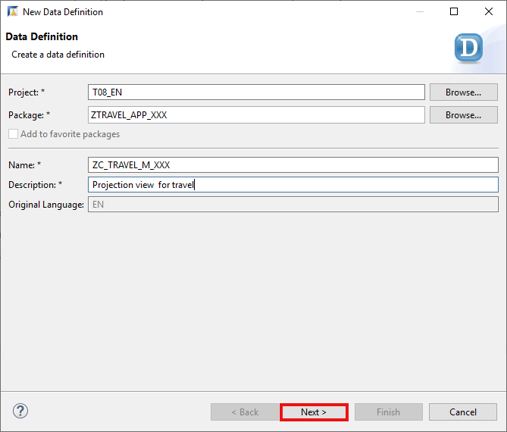 New Data Definition
Data Definition
Create a data definition
D
Project: * T08_EN Browse...
Package: * ZTRAVEL_APP_XXX Browse...
Add to favorite packages
Name: * ZC_TRAVEL_M_XXX
Description: * Projection view for travel
Original Language: EN
? < Back Next > Finish Cancel